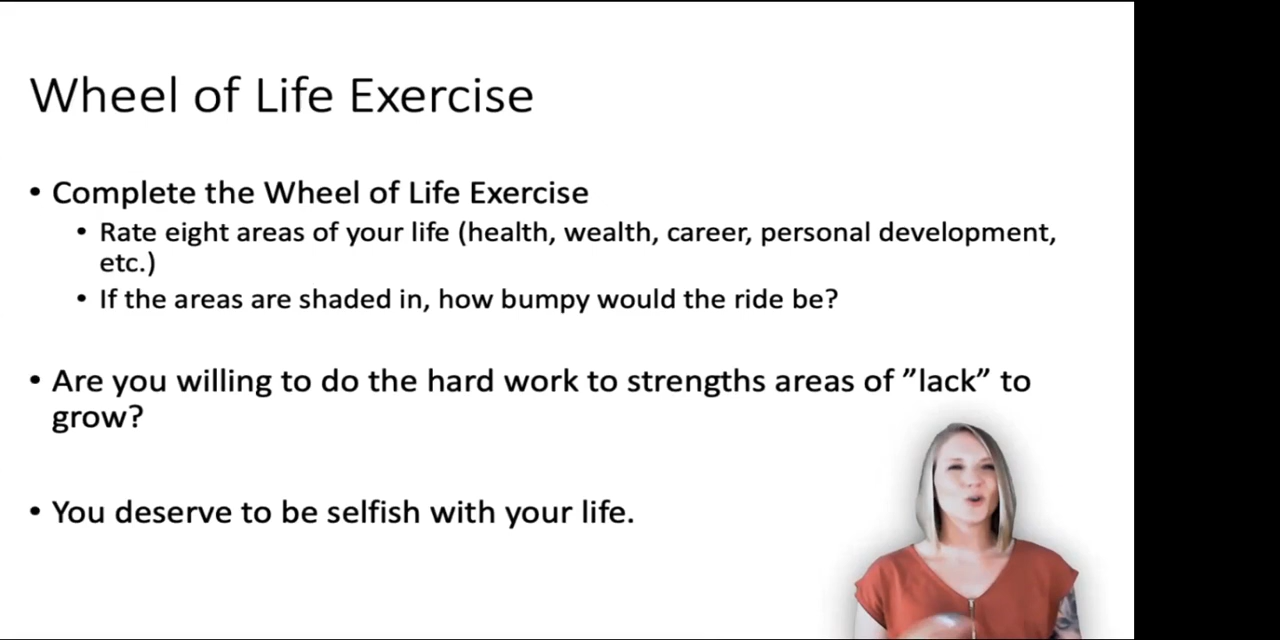 Wheel of Life Exercise
• Complete the Wheel of Life Exercise
• Rate eight areas of your life (health, wealth, career, personal development,
etc.)
• If the areas are shaded in, how bumpy would the ride be?
• Are you willing to do the hard work to strengths areas of ”lack” to
grow?
• You deserve to be selfish with your life.